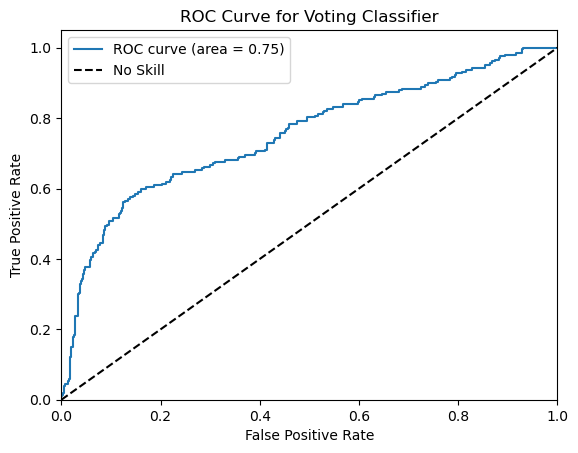 ROC Curve for Voting Classifier
ROC curve (area = 0.75)
No Skill
True Positive Rate
1.0
0.8
0.6
0.4
0.2
0.0
0.0 0.2 0.4 0.6 0.8 1.0
False Positive Rate